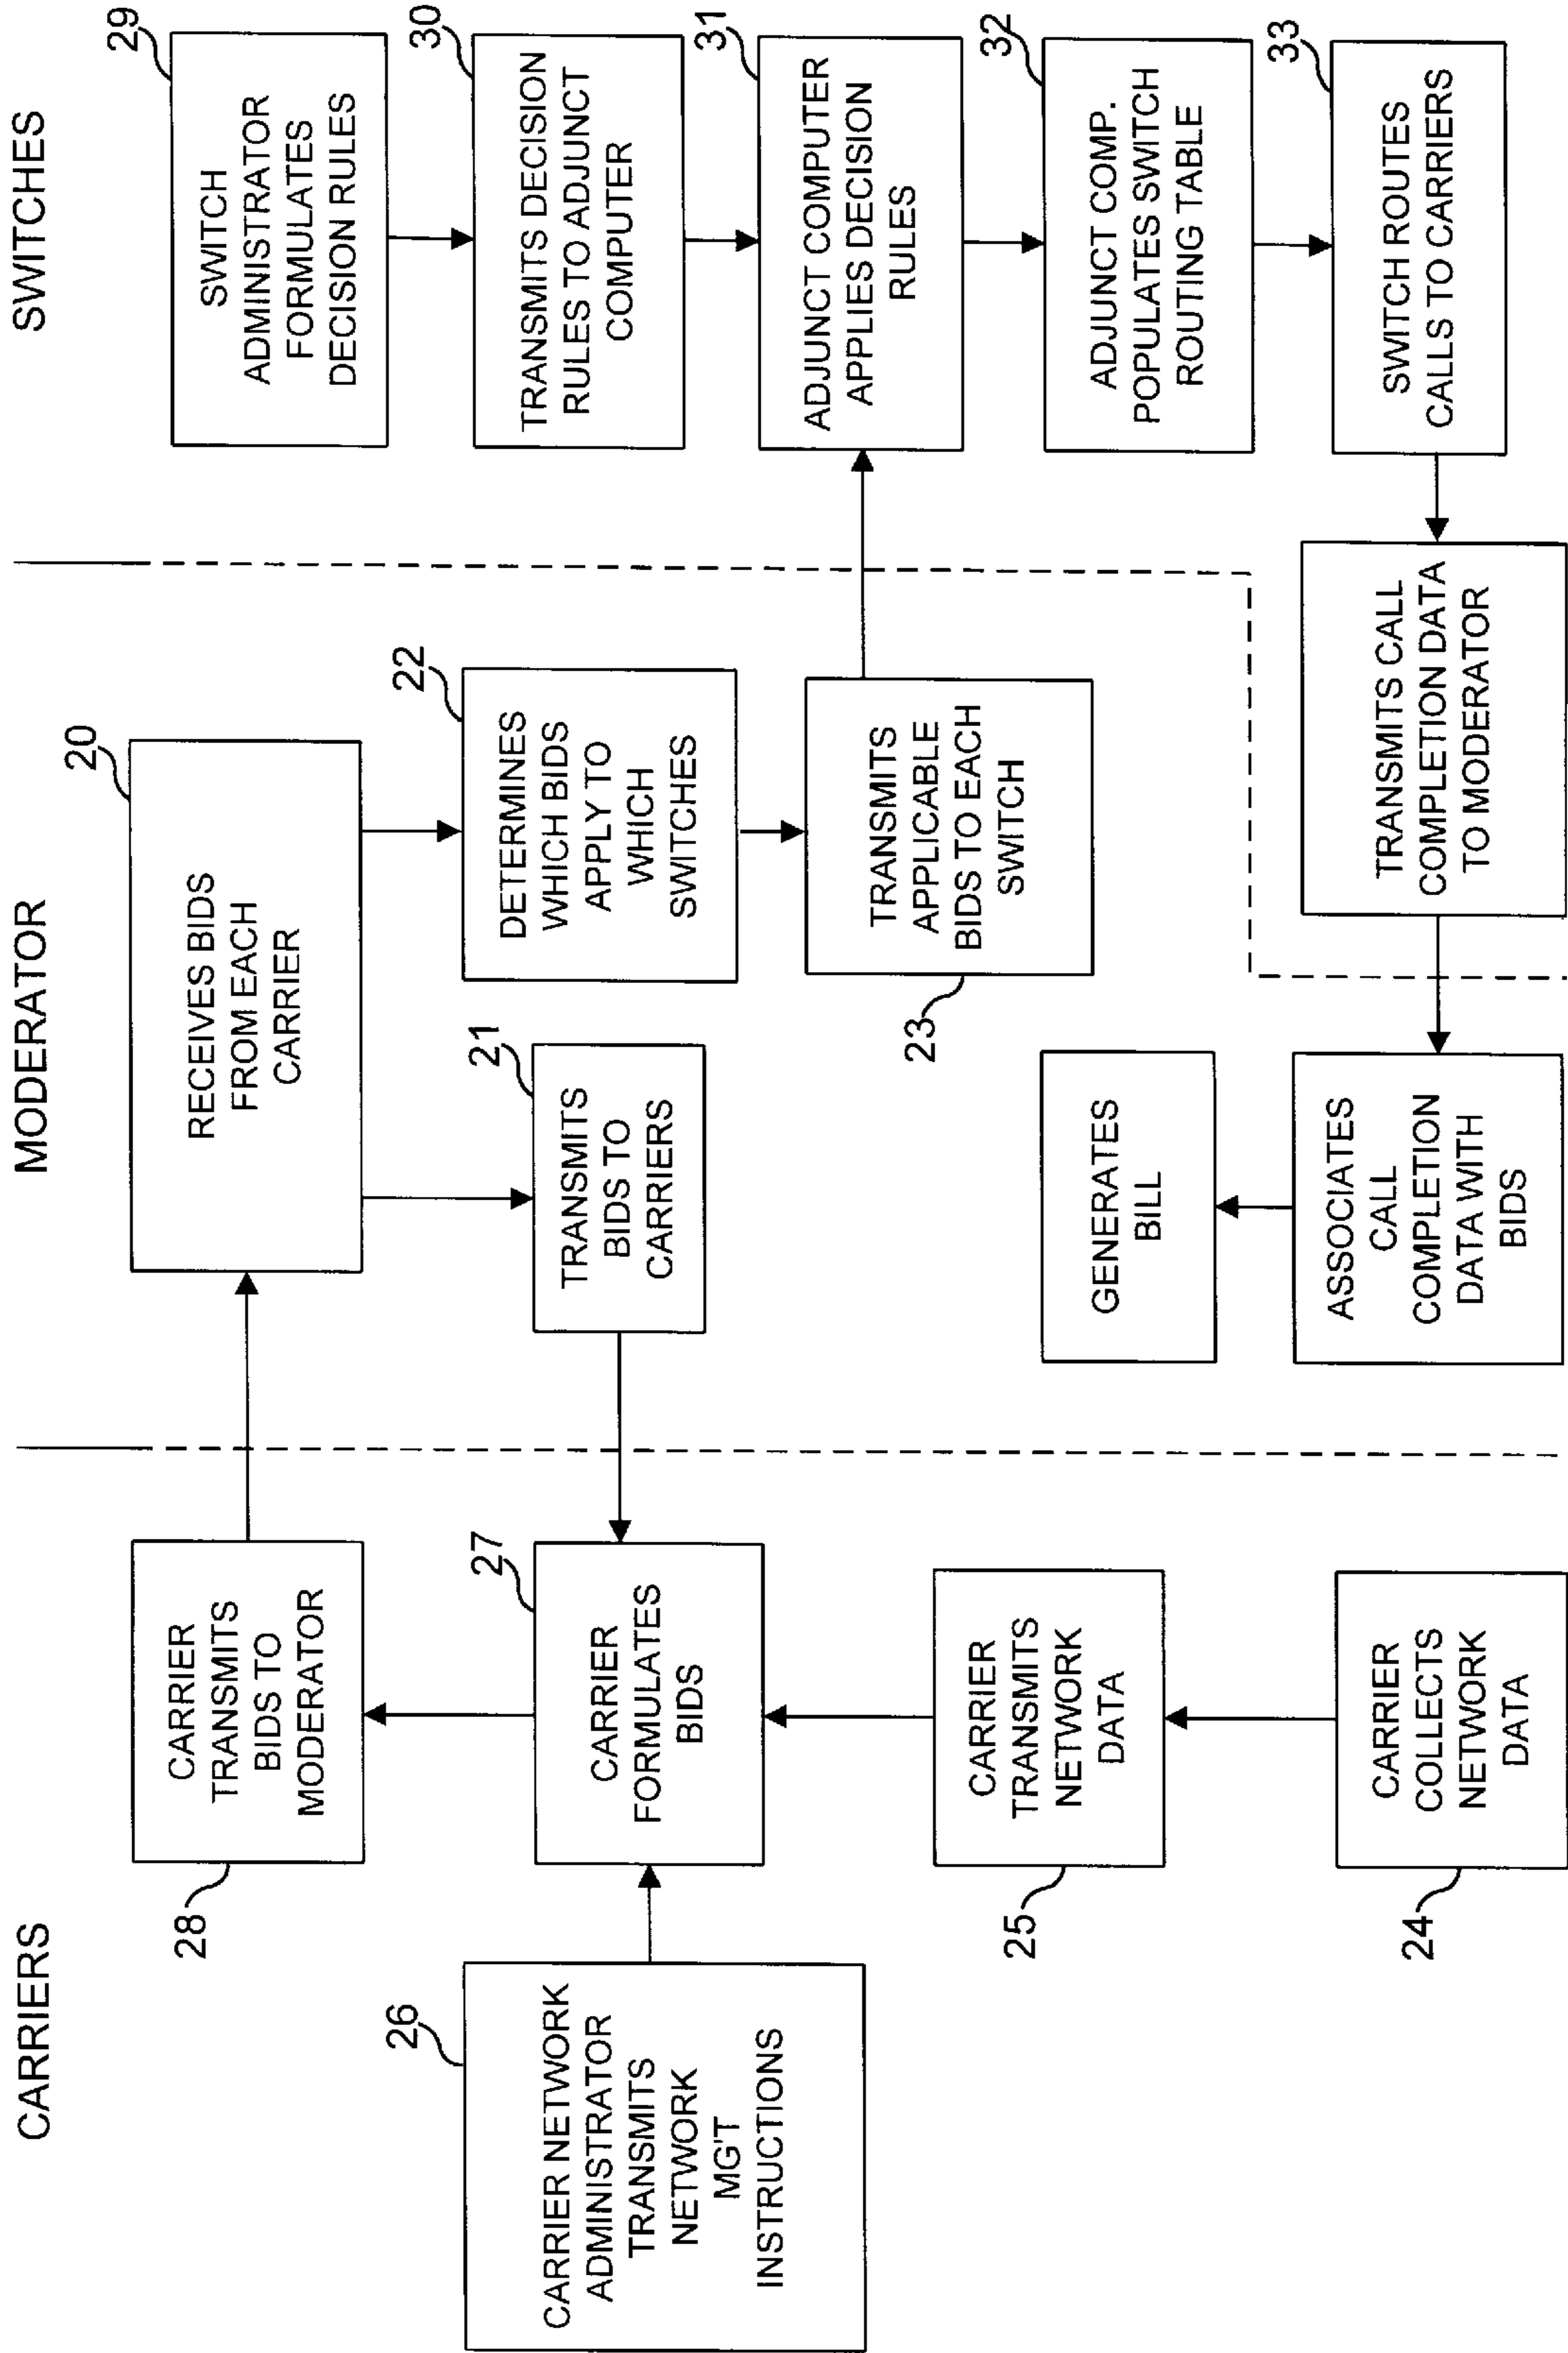 CARRIERS
MODERATOR
SWITCHES
28
CARRIER
TRANSMITS
BIDS TO
MODERATOR
26
CARRIER NETWORK
ADMINISTRATOR
TRANSMITS
NETWORK
MG'T
INSTRUCTIONS
27
CARRIER
FORMULATES
BIDS
25
CARRIER
TRANSMITS
NETWORK
DATA
24
CARRIER
COLLECTS
NETWORK
DATA
20
RECEIVES BIDS
FROM EACH
CARRIER
21
TRANSMITS
BIDS TO
CARRIERS
22
DETERMINES
WHICH BIDS
APPLY TO
WHICH
SWITCHES
23
TRANSMITS
APPLICABLE
BIDS TO EACH
SWITCH
GENERATES
BILL
ASSOCIATES
CALL
COMPLETION
DATA WITH
BIDS
29
SWITCH
ADMINISTRATOR
FORMULATES
DECISION RULES
30
TRANSMITS DECISION
RULES TO ADJUNCT
COMPUTER
31
ADJUNCT COMPUTER
APPLIES DECISION
RULES
32
ADJUNCT COMP.
POPULATES SWITCH
ROUTING TABLE
33
SWITCH ROUTES
CALLS TO CARRIERS
TRANSMITS CALL
COMPLETION DATA
TO MODERATOR